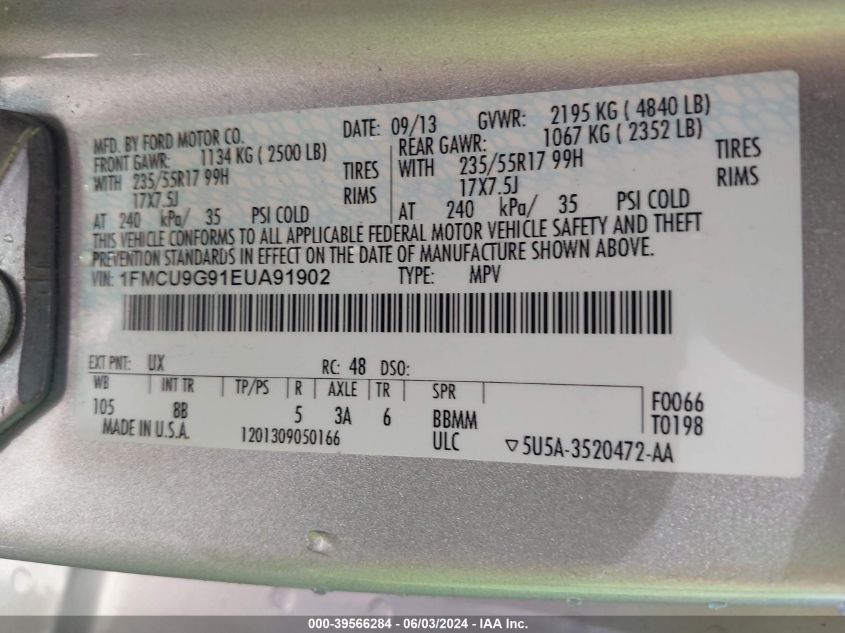 MFD. BY FORD MOTOR CO.
DATE: 09/13 GVWR: 2195 KG ( 4840 LB)
FRONT GAWR: 1134 KG ( 2500 LB)
REAR GAWR: 1067 KG ( 2352 LB)
WITH 235/55R17 99H TIRES
WITH 235/55R17 99H TIRES
17X7.5J RIMS
17X7.5J RIMS
AT 240 kPa/ 35 PSI COLD
AT 240 kPa/ 35 PSI COLD
THIS VEHICLE CONFORMS TO ALL APPLICABLE FEDERAL MOTOR VEHICLE SAFETY AND THEFT
PREVENTION STANDARDS IN EFFECT ON THE DATE OF MANUFACTURE SHOWN ABOVE.
VIN: 1FMCU9G91EUA91902 TYPE: MPV
EXT PNT: UX RC: 48 DSO:
WB INT TR TP/PS R AXLE TR SPR
105 8B 5 3A 6 BBMM F0066
MADE IN U.S.A. 1201309050166 ULC T0198
▽5U5A-3520472-AA
000-39566284 - 06/03/2024 - IAA Inc.